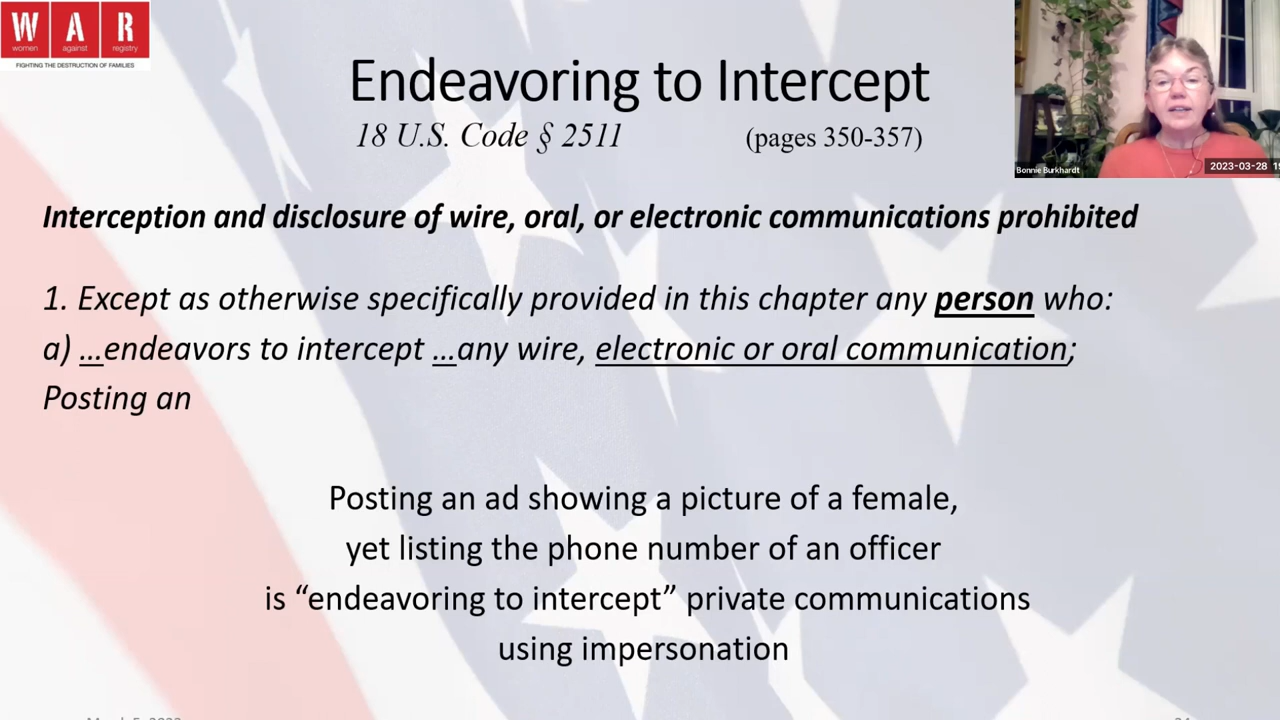 W A R
women against registry
FIGHTING THE DESTRUCTION OF FAMILIES
Endeavoring to Intercept
18 U.S. Code § 2511 (pages 350-357)
Bonnie Burkhardt
2023-03-28 19
Interception and disclosure of wire, oral, or electronic communications prohibited
1. Except as otherwise specifically provided in this chapter any person who:
a) ...endeavors to intercept ...any wire, electronic or oral communication;
Posting an
Posting an ad showing a picture of a female,
yet listing the phone number of an officer
is “endeavoring to intercept” private communications
using impersonation